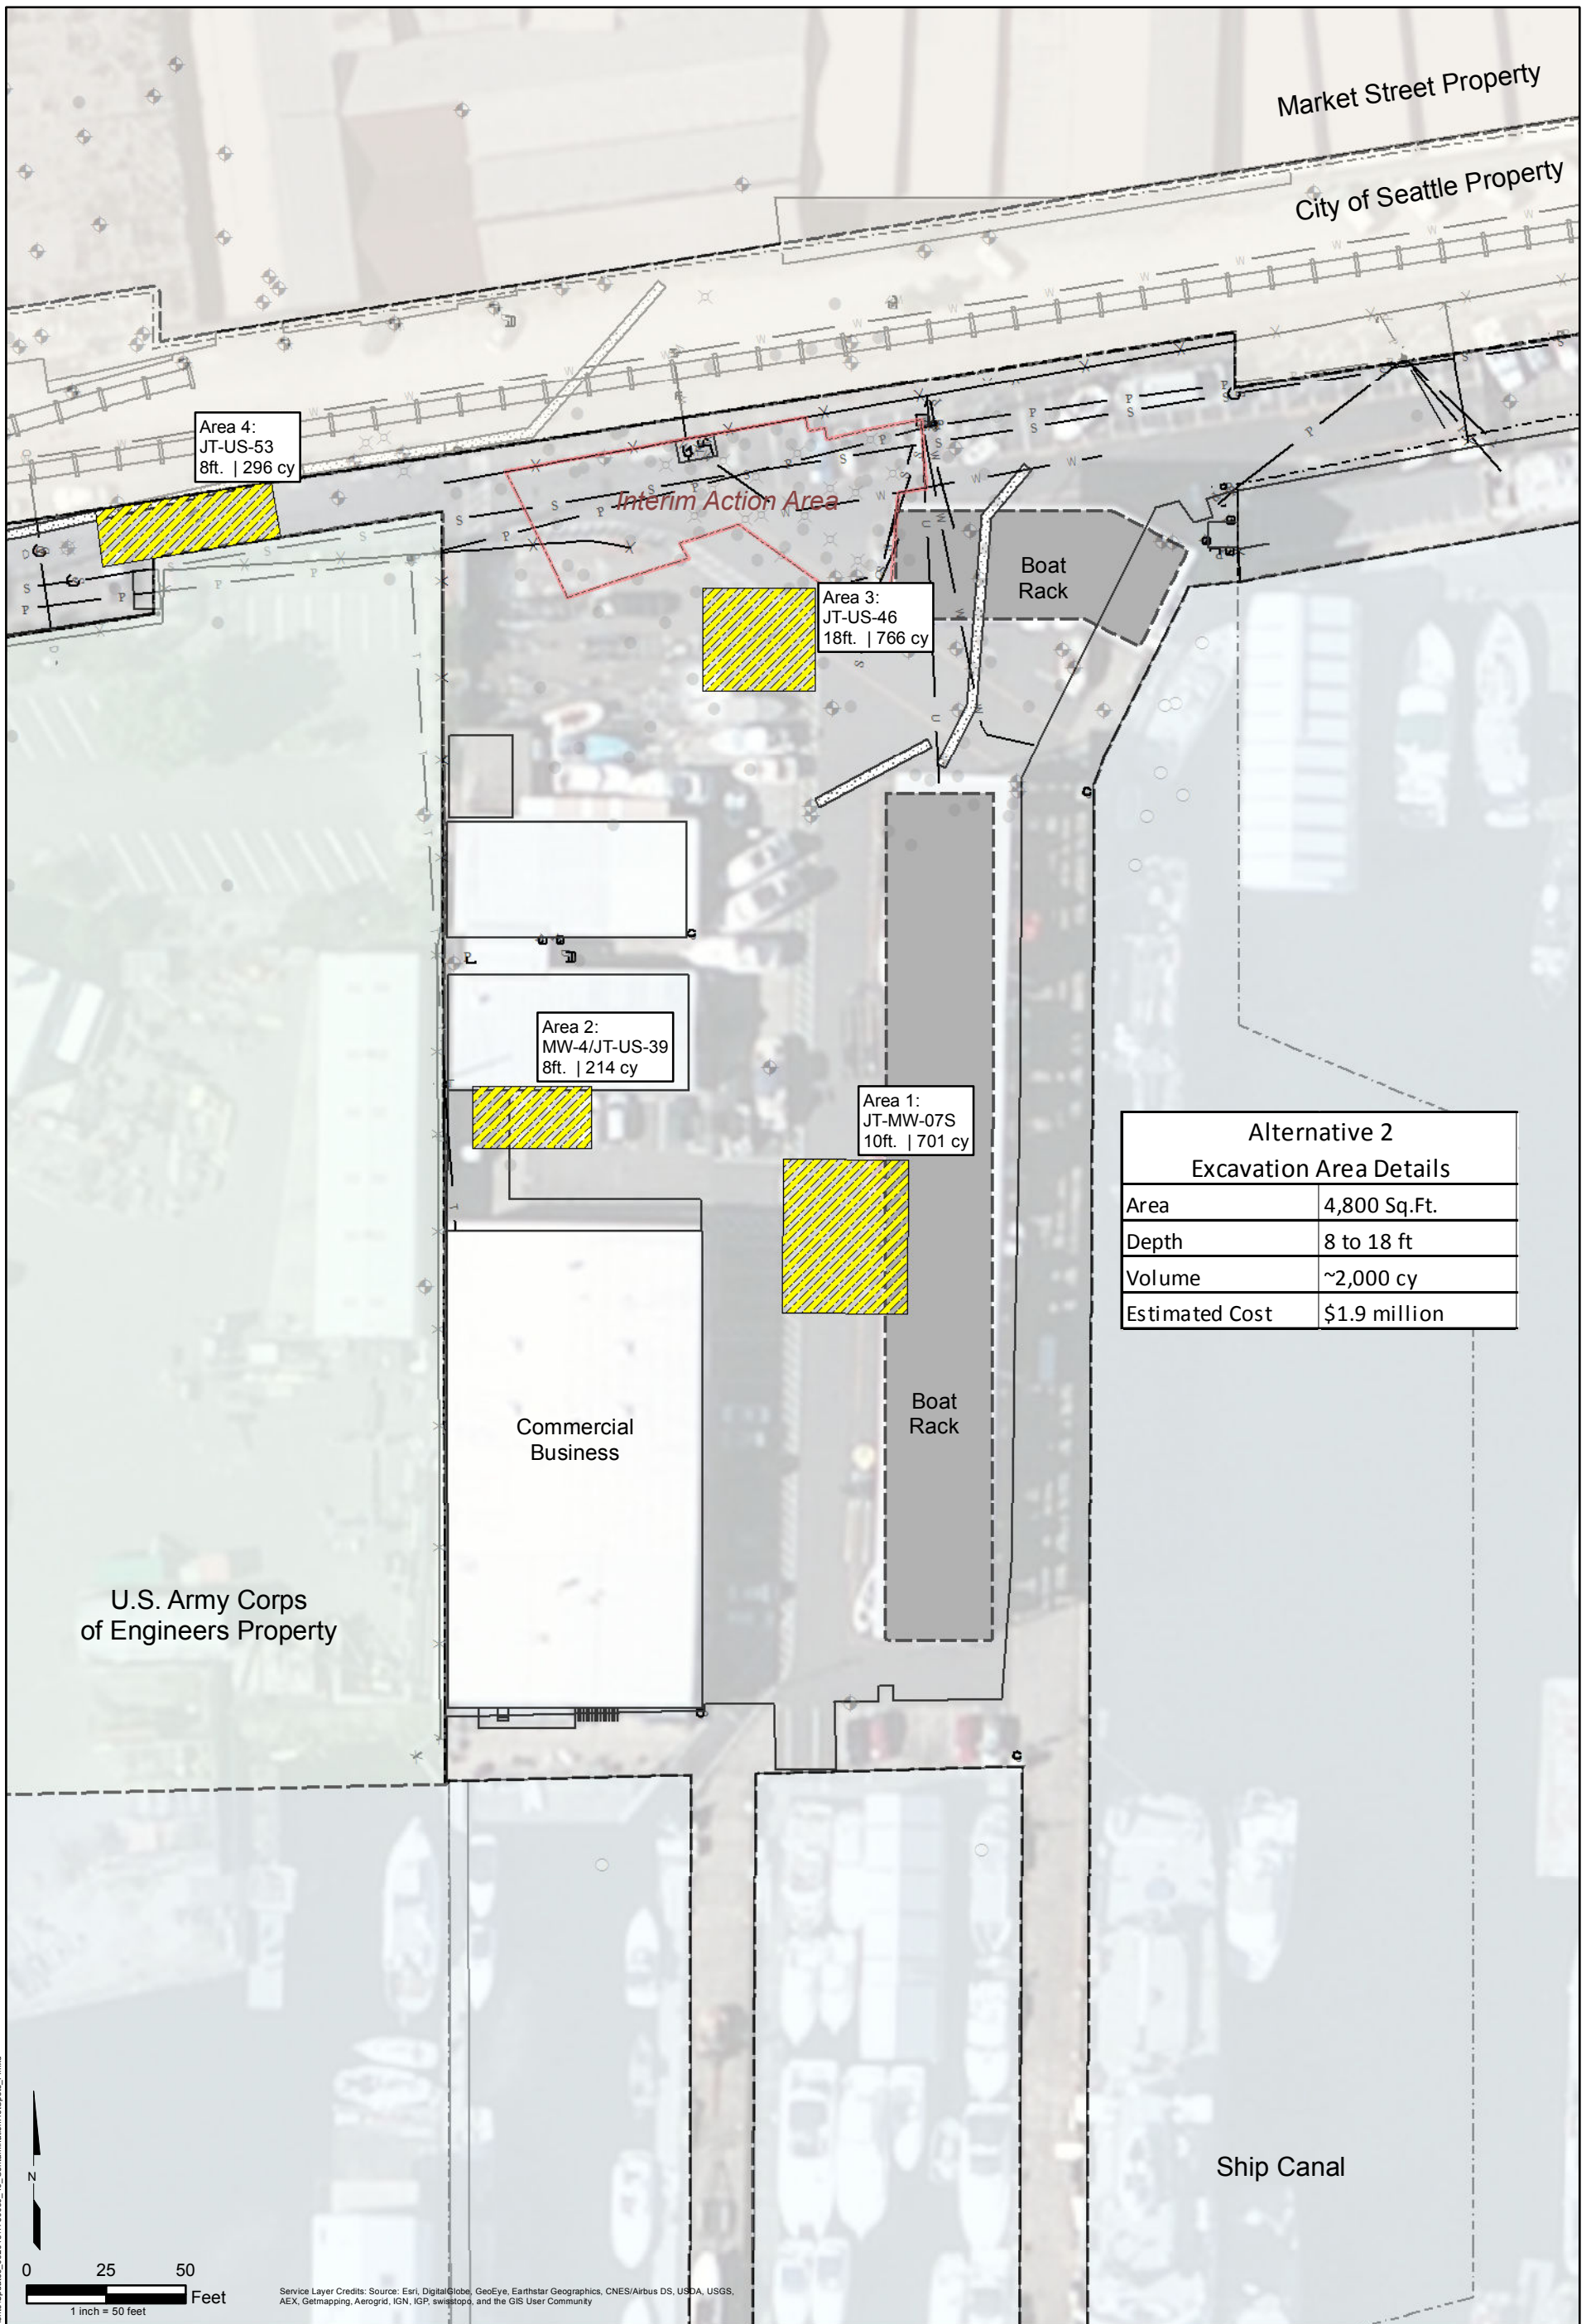 Market Street Property
City of Seattle Property
Area 4:
JT-US-53
8ft. | 296 cy
Interim Action Area
Boat
Rack
Area 3:
JT-US-46
18ft. | 766 cy
Area 2:
MW-4/JT-US-39
8ft. | 214 cy
Area 1:
JT-MW-07S
10ft. | 701 cy
Alternative 2
Excavation Area Details
Area 4,800 Sq.Ft.
Depth 8 to 18 ft
Volume ~2,000 cy
Estimated Cost $1.9 million
Commercial
Business
Boat
Rack
U.S. Army Corps
of Engineers Property
Ship Canal
N
0 25 50
Feet
1 inch = 50 feet
Service Layer Credits: Source: Esri, DigitalGlobe, GeoEye, Earthstar Geographics, CNES/Airbus DS, USDA, USGS,
AEX, Getmapping, Aerogrid, IGN, IGP, swisstopo, and the GIS User Community